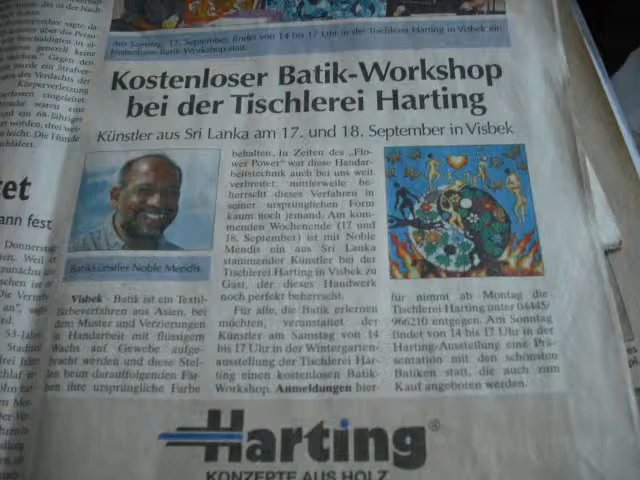 Am Samstag, 17. September, findet von 14 bis 17 Uhr in der Tischlerei Harting in Visbek ein
kostenloser Batik-Workshop statt.
Kostenloser Batik-Workshop
bei der Tischlerei Harting
Künstler aus Sri Lanka am 17. und 18. September in Visbek
Batikkünstler Noble Mendis.
Visbek - Batik ist ein Textil-
färbeverfahren aus Asien, bei
dem Muster und Verzierungen
in Handarbeit mit flüssigem
Wachs auf Gewebe aufge-
bracht werden und diese Stel-
len beim darauffolgenden Fär-
ben ihre ursprüngliche Farbe
behalten. In Zeiten des „Flo-
wer Power“ war diese Handar-
beitstechnik auch bei uns weit
verbreitet, mittlerweile be-
herrscht dieses Verfahren in
seiner ursprünglichen Form
kaum noch jemand. Am kom-
menden Wochenende (17 und
18. September) ist mit Noble
Mendis ein aus Sri Lanka
stammender Künstler bei der
Tischlerei Harting in Visbek zu
Gast, der dieses Handwerk
noch perfekt beherrscht.
Für alle, die Batik erlernen
möchten, veranstaltet der
Künstler am Samstag von 14
bis 17 Uhr in der Wintergarten-
ausstellung der Tischlerei Har-
ting einen kostenlosen Batik-
Workshop. Anmeldungen hier-
für nimmt ab Montag die
Tischlerei Harting unter 04445/
966210 entgegen. Am Sonntag
findet von 14 bis 17 Uhr in der
Harting-Ausstellung eine Prä-
sentation mit den schönsten
Batiken statt, die auch zum
Kauf angeboten werden.
Harting®
KONZEPTE AUS HOLZ